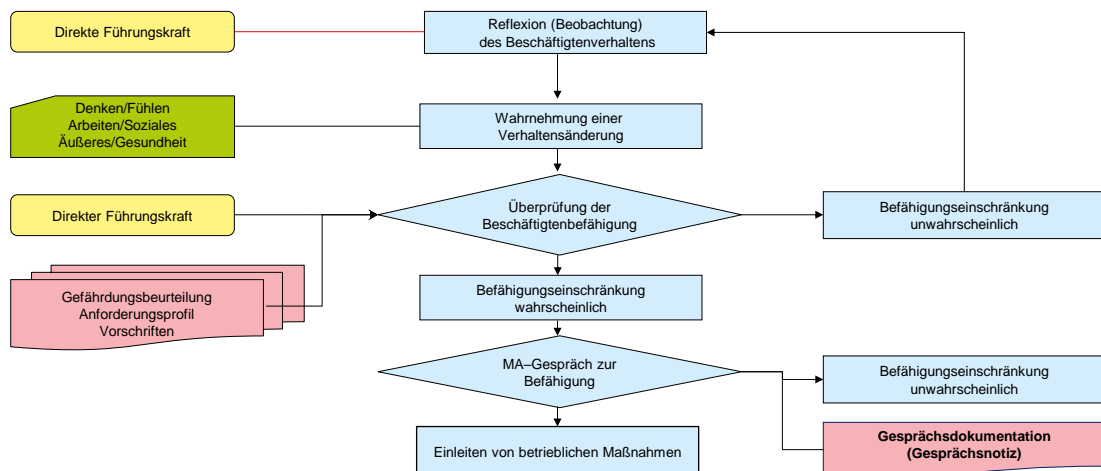 Direkte Führungskraft
Reflexion (Beobachtung)
des Beschäftigtenverhaltens
Denken/Fühlen
Arbeiten/Soziales
Äußeres/Gesundheit
Wahrnehmung einer
Verhaltensänderung
Direkter Führungskraft
Überprüfung der
Beschäftigtenbefähigung
Befähigungseinschränkung
unwahrscheinlich
Gefährdungsbeurteilung
Anforderungsprofil
Vorschriften
Befähigungseinschränkung
wahrscheinlich
MA–Gespräch zur
Befähigung
Befähigungseinschränkung
unwahrscheinlich
Einleiten von betrieblichen Maßnahmen
Gesprächsdokumentation
(Gesprächsnotiz)